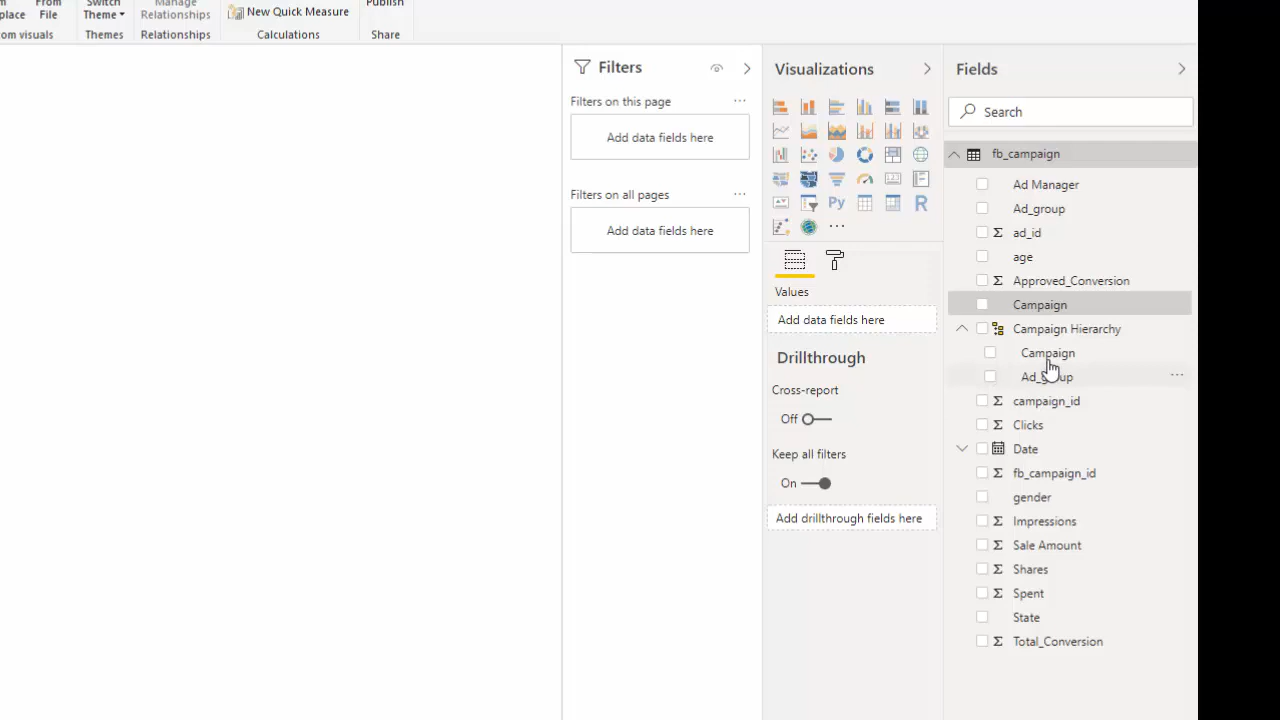 place
From
File
Switch
Theme
Manage
Relationships
New Quick Measure
Publish
om visuals
Themes
Relationships
Calculations
Share
Filters
Filters on this page
...
Add data fields here
Filters on all pages
...
Add data fields here
Visualizations
Py
R
...
Values
Add data fields here
Drillthrough
Cross-report
Off
Keep all filters
On
Add drillthrough fields here
Fields
Search
fb_campaign
Ad Manager
Ad_group
Σ ad_id
age
Σ Approved_Conversion
Campaign
Campaign Hierarchy
Campaign
Ad_group ...
Σ campaign_id
Σ Clicks
Date
Σ fb_campaign_id
gender
Σ Impressions
Σ Sale Amount
Σ Shares
Σ Spent
State
Σ Total_Conversion